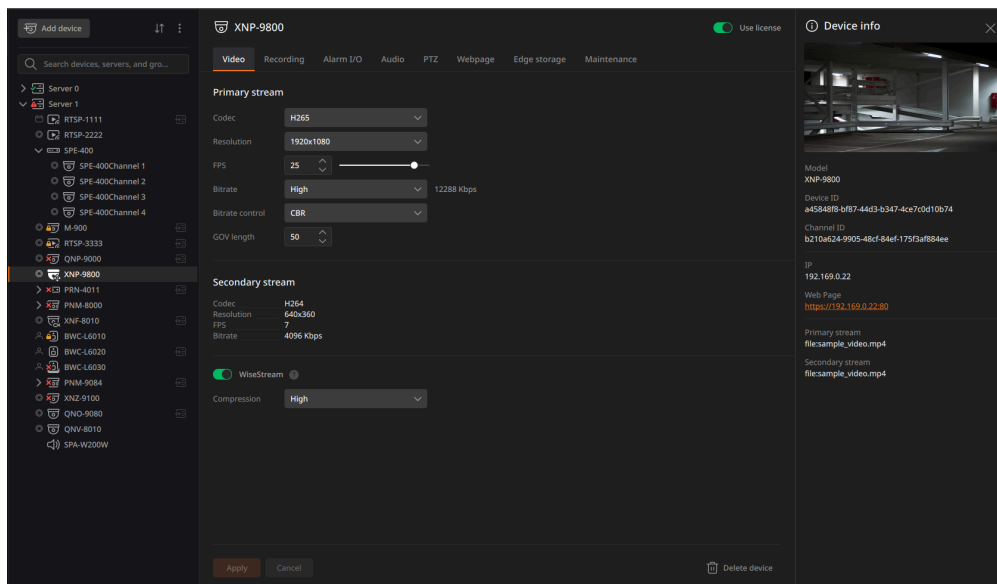 Add device
Search devices, servers, and gro...
Server 0
Server 1
RTSP-1111
RTSP-2222
SPE-400
SPE-400Channel 1
SPE-400Channel 2
SPE-400Channel 3
SPE-400Channel 4
M-900
RTSP-3333
QNP-9000
XNP-9800
PRN-4011
PNM-8000
XNF-8010
BWC-L6010
BWC-L6020
BWC-L6030
PNM-9084
XNZ-9100
QNO-9080
QNV-8010
SPA-W200W
XNP-9800
Use license
Video Recording Alarm I/O Audio PTZ Webpage Edge storage Maintenance
Primary stream
Codec H265
Resolution 1920x1080
FPS 25
Bitrate High 12288 Kbps
Bitrate control CBR
GOV length 50
Secondary stream
Codec H264
Resolution 640x360
FPS 7
Bitrate 4096 Kbps
WiseStream
Compression High
Apply Cancel
Delete device
Device info
Model
XNP-9800
Device ID
a45848f8-bf87-44d3-b347-4ce7c0d10b74
Channel ID
b210a624-9905-48cf-84ef-175f3af884ee
IP
192.169.0.22
Web Page
https://192.169.0.22:80
Primary stream
file:sample_video.mp4
Secondary stream
file:sample_video.mp4